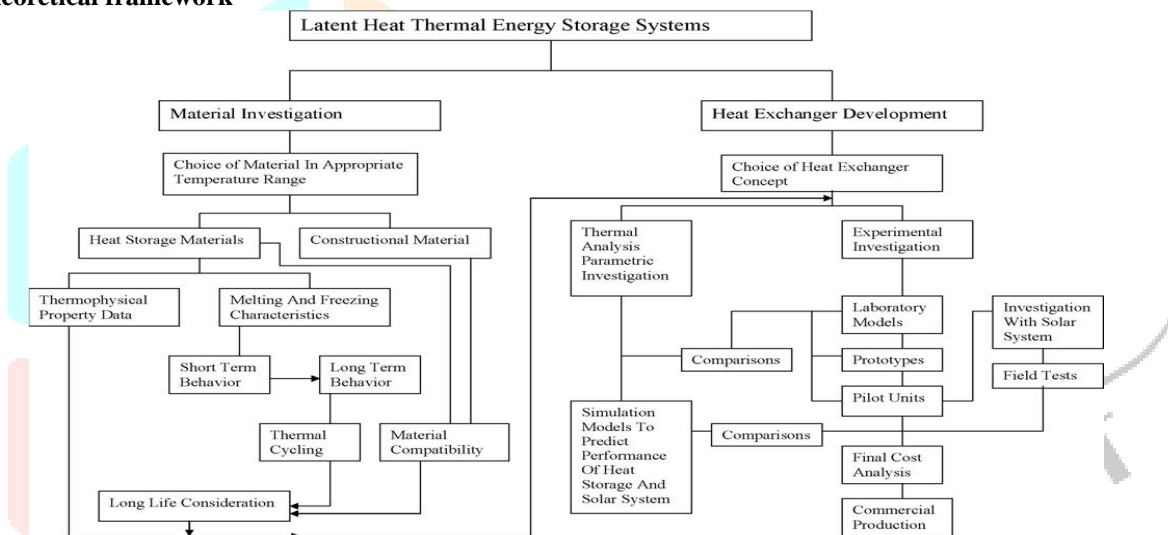 framework
Latent Heat Thermal Energy Storage Systems
Material Investigation
Heat Exchanger Development
Choice of Material In Appropriate
Temperature Range
Choice of Heat Exchanger
Concept
Heat Storage Materials
Constructional Material
Thermal
Analysis
Parametric
Investigation
Experimental
Investigation
Thermophysical
Property Data
Melting And Freezing
Characteristics
Laboratory
Models
Investigation
With Solar
System
Comparisons
Prototypes
Short Term
Behavior
Long Term
Behavior
Field Tests
Pilot Units
Simulation
Models To
Predict
Performance
Of Heat
Storage And
Solar System
Comparisons
Thermal
Cycling
Material
Compatibility
Final Cost
Analysis
Long Life Consideration
Commercial
Production